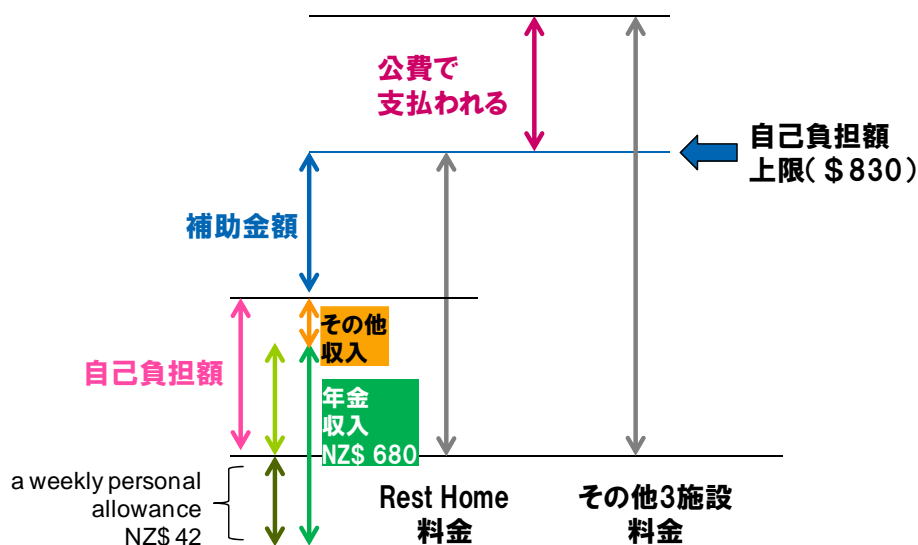 公費で
支払われる
自己負担額
上限(＄830)
補助金額
その他
収入
自己負担額
年金
収入
NZ$ 680
a weekly personal
allowance
NZ$ 42
Rest Home
料金
その他3施設
料金